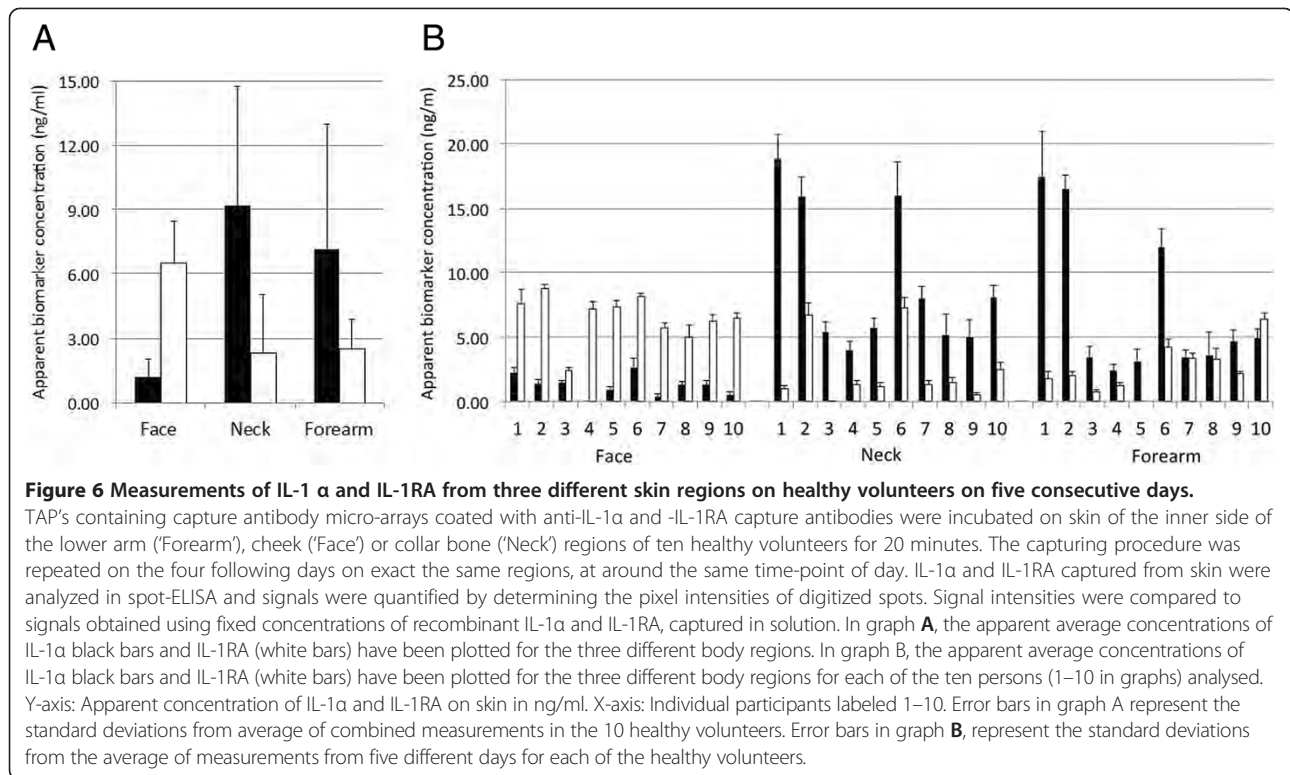 A
B
15.00
12.00
9.00
6.00
3.00
0.00
Apparent biomarker concentration (ng/ml)
Face Neck Forearm
25.00
20.00
15.00
10.00
5.00
0.00
Apparent biomarker concentration (ng/m)
1 2 3 4 5 6 7 8 9 10 1 2 3 4 5 6 7 8 9 10 1 2 3 4 5 6 7 8 9 10
Face Neck Forearm
Figure 6 Measurements of IL-1 α and IL-1RA from three different skin regions on healthy volunteers on five consecutive days.
TAP's containing capture antibody micro-arrays coated with anti-IL-1α and -IL-1RA capture antibodies were incubated on skin of the inner side of
the lower arm ('Forearm'), cheek ('Face') or collar bone ('Neck') regions of ten healthy volunteers for 20 minutes. The capturing procedure was
repeated on the four following days on exact the same regions, at around the same time-point of day. IL-1α and IL-1RA captured from skin were
analyzed in spot-ELISA and signals were quantified by determining the pixel intensities of digitized spots. Signal intensities were compared to
signals obtained using fixed concentrations of recombinant IL-1α and IL-1RA, captured in solution. In graph A, the apparent average concentrations of
IL-1α black bars and IL-1RA (white bars) have been plotted for the three different body regions. In graph B, the apparent average concentrations of
IL-1α black bars and IL-1RA (white bars) have been plotted for the three different body regions for each of the ten persons (1–10 in graphs) analysed.
Y-axis: Apparent concentration of IL-1α and IL-1RA on skin in ng/ml. X-axis: Individual participants labeled 1–10. Error bars in graph A represent the
standard deviations from average of combined measurements in the 10 healthy volunteers. Error bars in graph B, represent the standard deviations
from the average of measurements from five different days for each of the healthy volunteers.